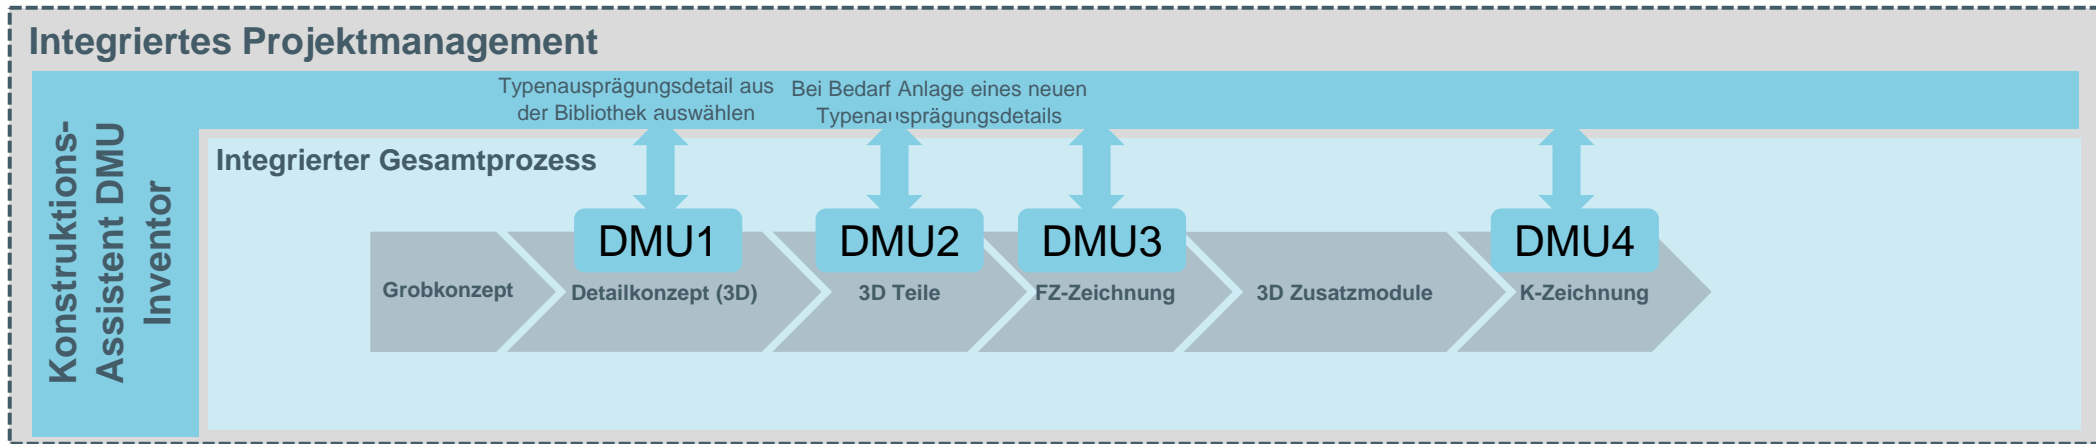 Integriertes Projektmanagement
Konstruktions-
Assistent DMU
Inventor
Typenausprägungsdetail aus
der Bibliothek auswählen
Bei Bedarf Anlage eines neuen
Typenausprägungsdetails
Integrierter Gesamtprozess
DMU1
DMU2
DMU3
DMU4
Grobkonzept
Detailkonzept (3D)
3D Teile
FZ-Zeichnung
3D Zusatzmodule
K-Zeichnung